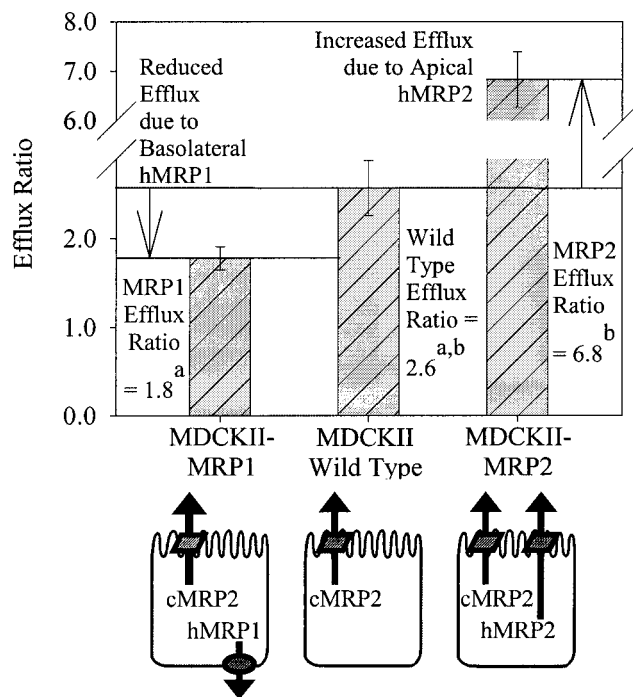 8.0
7.0
6.0
2.0
1.0
0.0
Efflux Ratio
Reduced
Efflux
due to
Basolateral
hMRP1
Increased Efflux
due to Apical
hMRP2
MRP1
Efflux
Ratio
= 1.8 a
Wild
Type
Efflux
Ratio =
2.6 a,b
MRP2
Efflux
Ratio
= 6.8 b
MDCKII-
MRP1
MDCKII
Wild Type
MDCKII-
MRP2
cMRP2
hMRP1
cMRP2
cMRP2
hMRP2